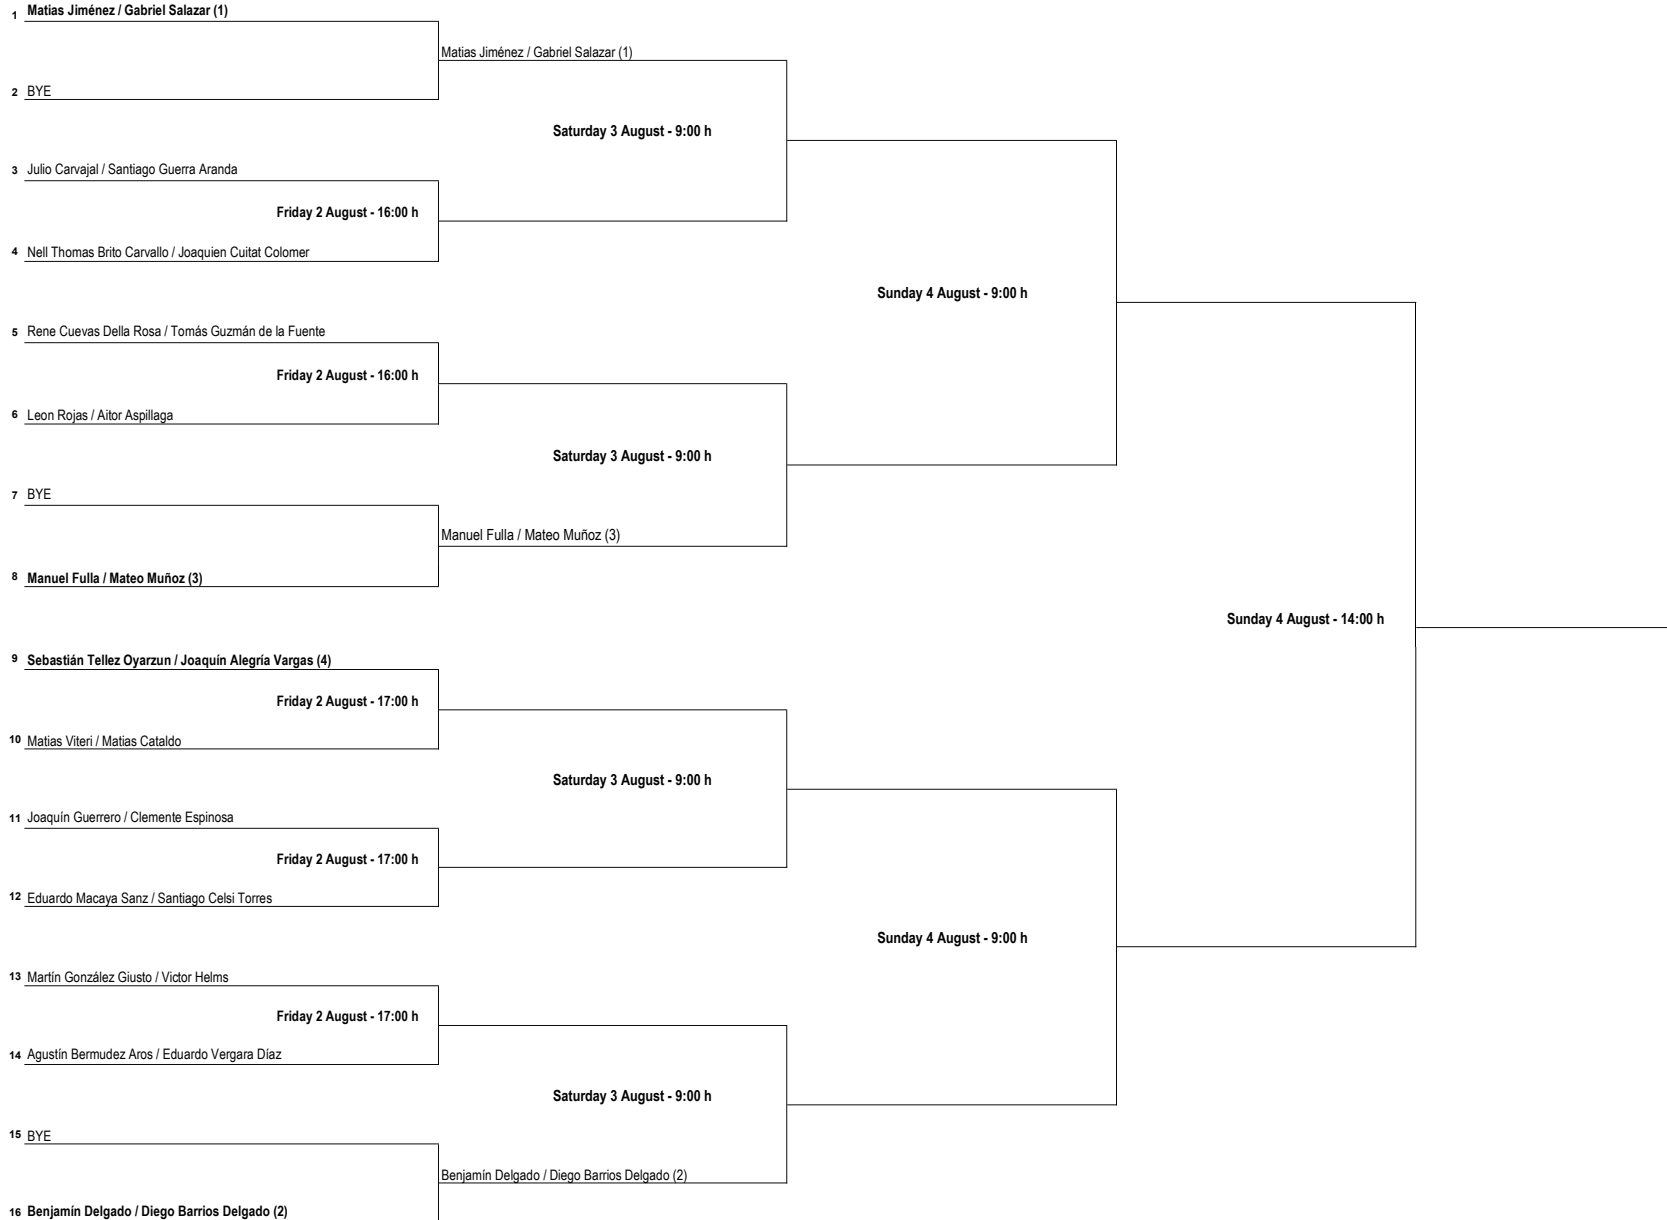 1 Matias Jiménez / Gabriel Salazar (1)
Matias Jiménez / Gabriel Salazar (1)
2 BYE
Saturday 3 August - 9:00 h
3 Julio Carvajal / Santiago Guerra Aranda
Friday 2 August - 16:00 h
4 Nell Thomas Brito Carvallo / Joaquien Cuitat Colomer
Sunday 4 August - 9:00 h
5 Rene Cuevas Della Rosa / Tomás Guzmán de la Fuente
Friday 2 August - 16:00 h
6 Leon Rojas / Aitor Aspillaga
Saturday 3 August - 9:00 h
7 BYE
Manuel Fulla / Mateo Muñoz (3)
8 Manuel Fulla / Mateo Muñoz (3)
Sunday 4 August - 14:00 h
9 Sebastián Tellez Oyarzun / Joaquín Alegría Vargas (4)
Friday 2 August - 17:00 h
10 Matias Viteri / Matias Cataldo
Saturday 3 August - 9:00 h
11 Joaquín Guerrero / Clemente Espinosa
Friday 2 August - 17:00 h
12 Eduardo Macaya Sanz / Santiago Celsi Torres
Sunday 4 August - 9:00 h
13 Martín González Giusto / Victor Helms
Friday 2 August - 17:00 h
14 Agustín Bermudez Aros / Eduardo Vergara Díaz
Saturday 3 August - 9:00 h
15 BYE
Benjamín Delgado / Diego Barrios Delgado (2)
16 Benjamín Delgado / Diego Barrios Delgado (2)